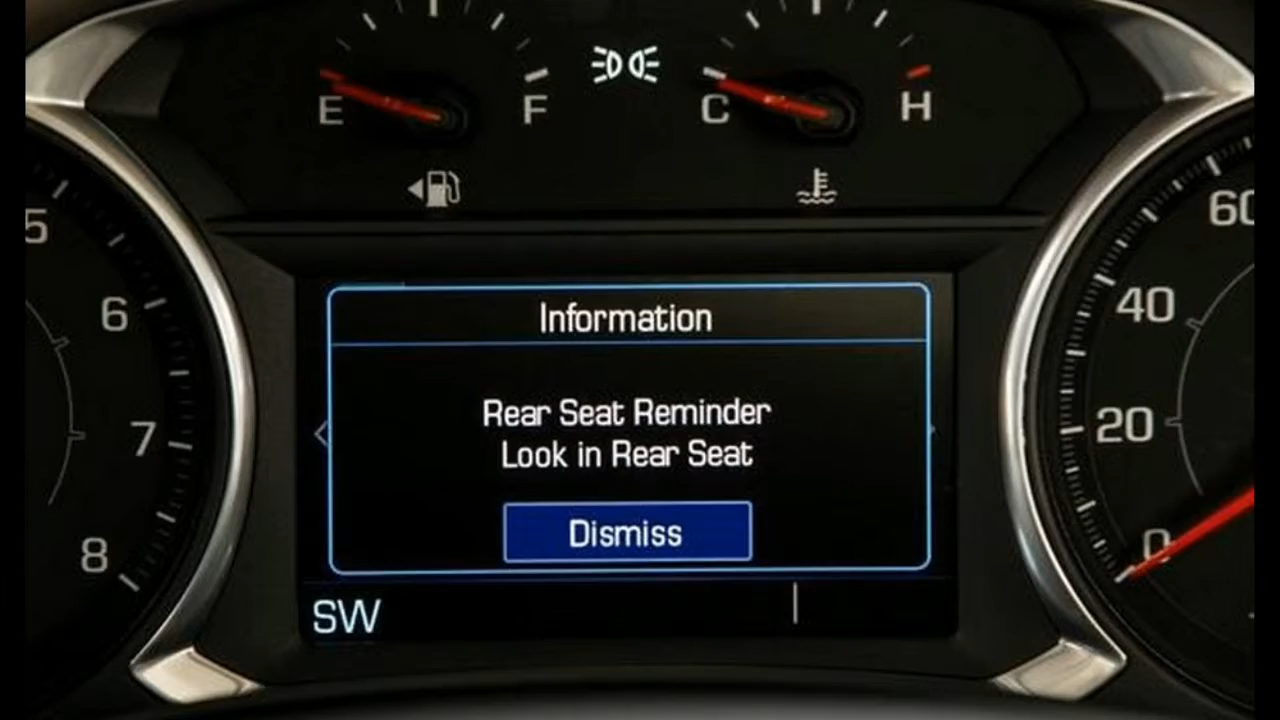 E F C H
5
6
7
8
60
40
20
0
Information
Rear Seat Reminder
Look in Rear Seat
Dismiss
SW